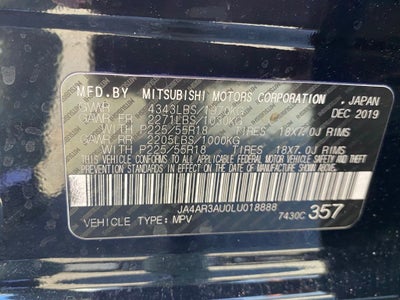 MFD.BY MITSUBISHI MOTORS CORPORATION , JAPAN
GVWR 4343LBS/1970KG DEC 2019
GAWR FR 2271LBS/1030KG
WITH P225/55R18 TIRES 18X7.0J RIMS
GAWR RR 2205LBS/1000KG
WITH P225/55R18 TIRES 18X7.0J RIMS
THIS VEHICLE CONFORMS TO ALL APPLICABLE FEDERAL MOTOR VEHICLE
SAFETY, BUMPER, AND THEFT PREVENTION STANDARDS IN EFFECT ON THE
DATE OF MANUFACTURE SHOWN ABOVE.
JA4AR3AU0LU018888
VEHICLE TYPE: MPV 7430C 357